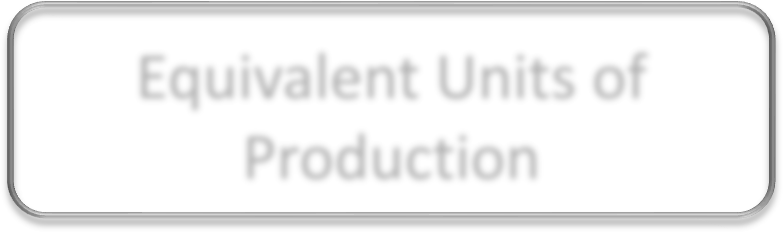 Equivalent Units of
Production